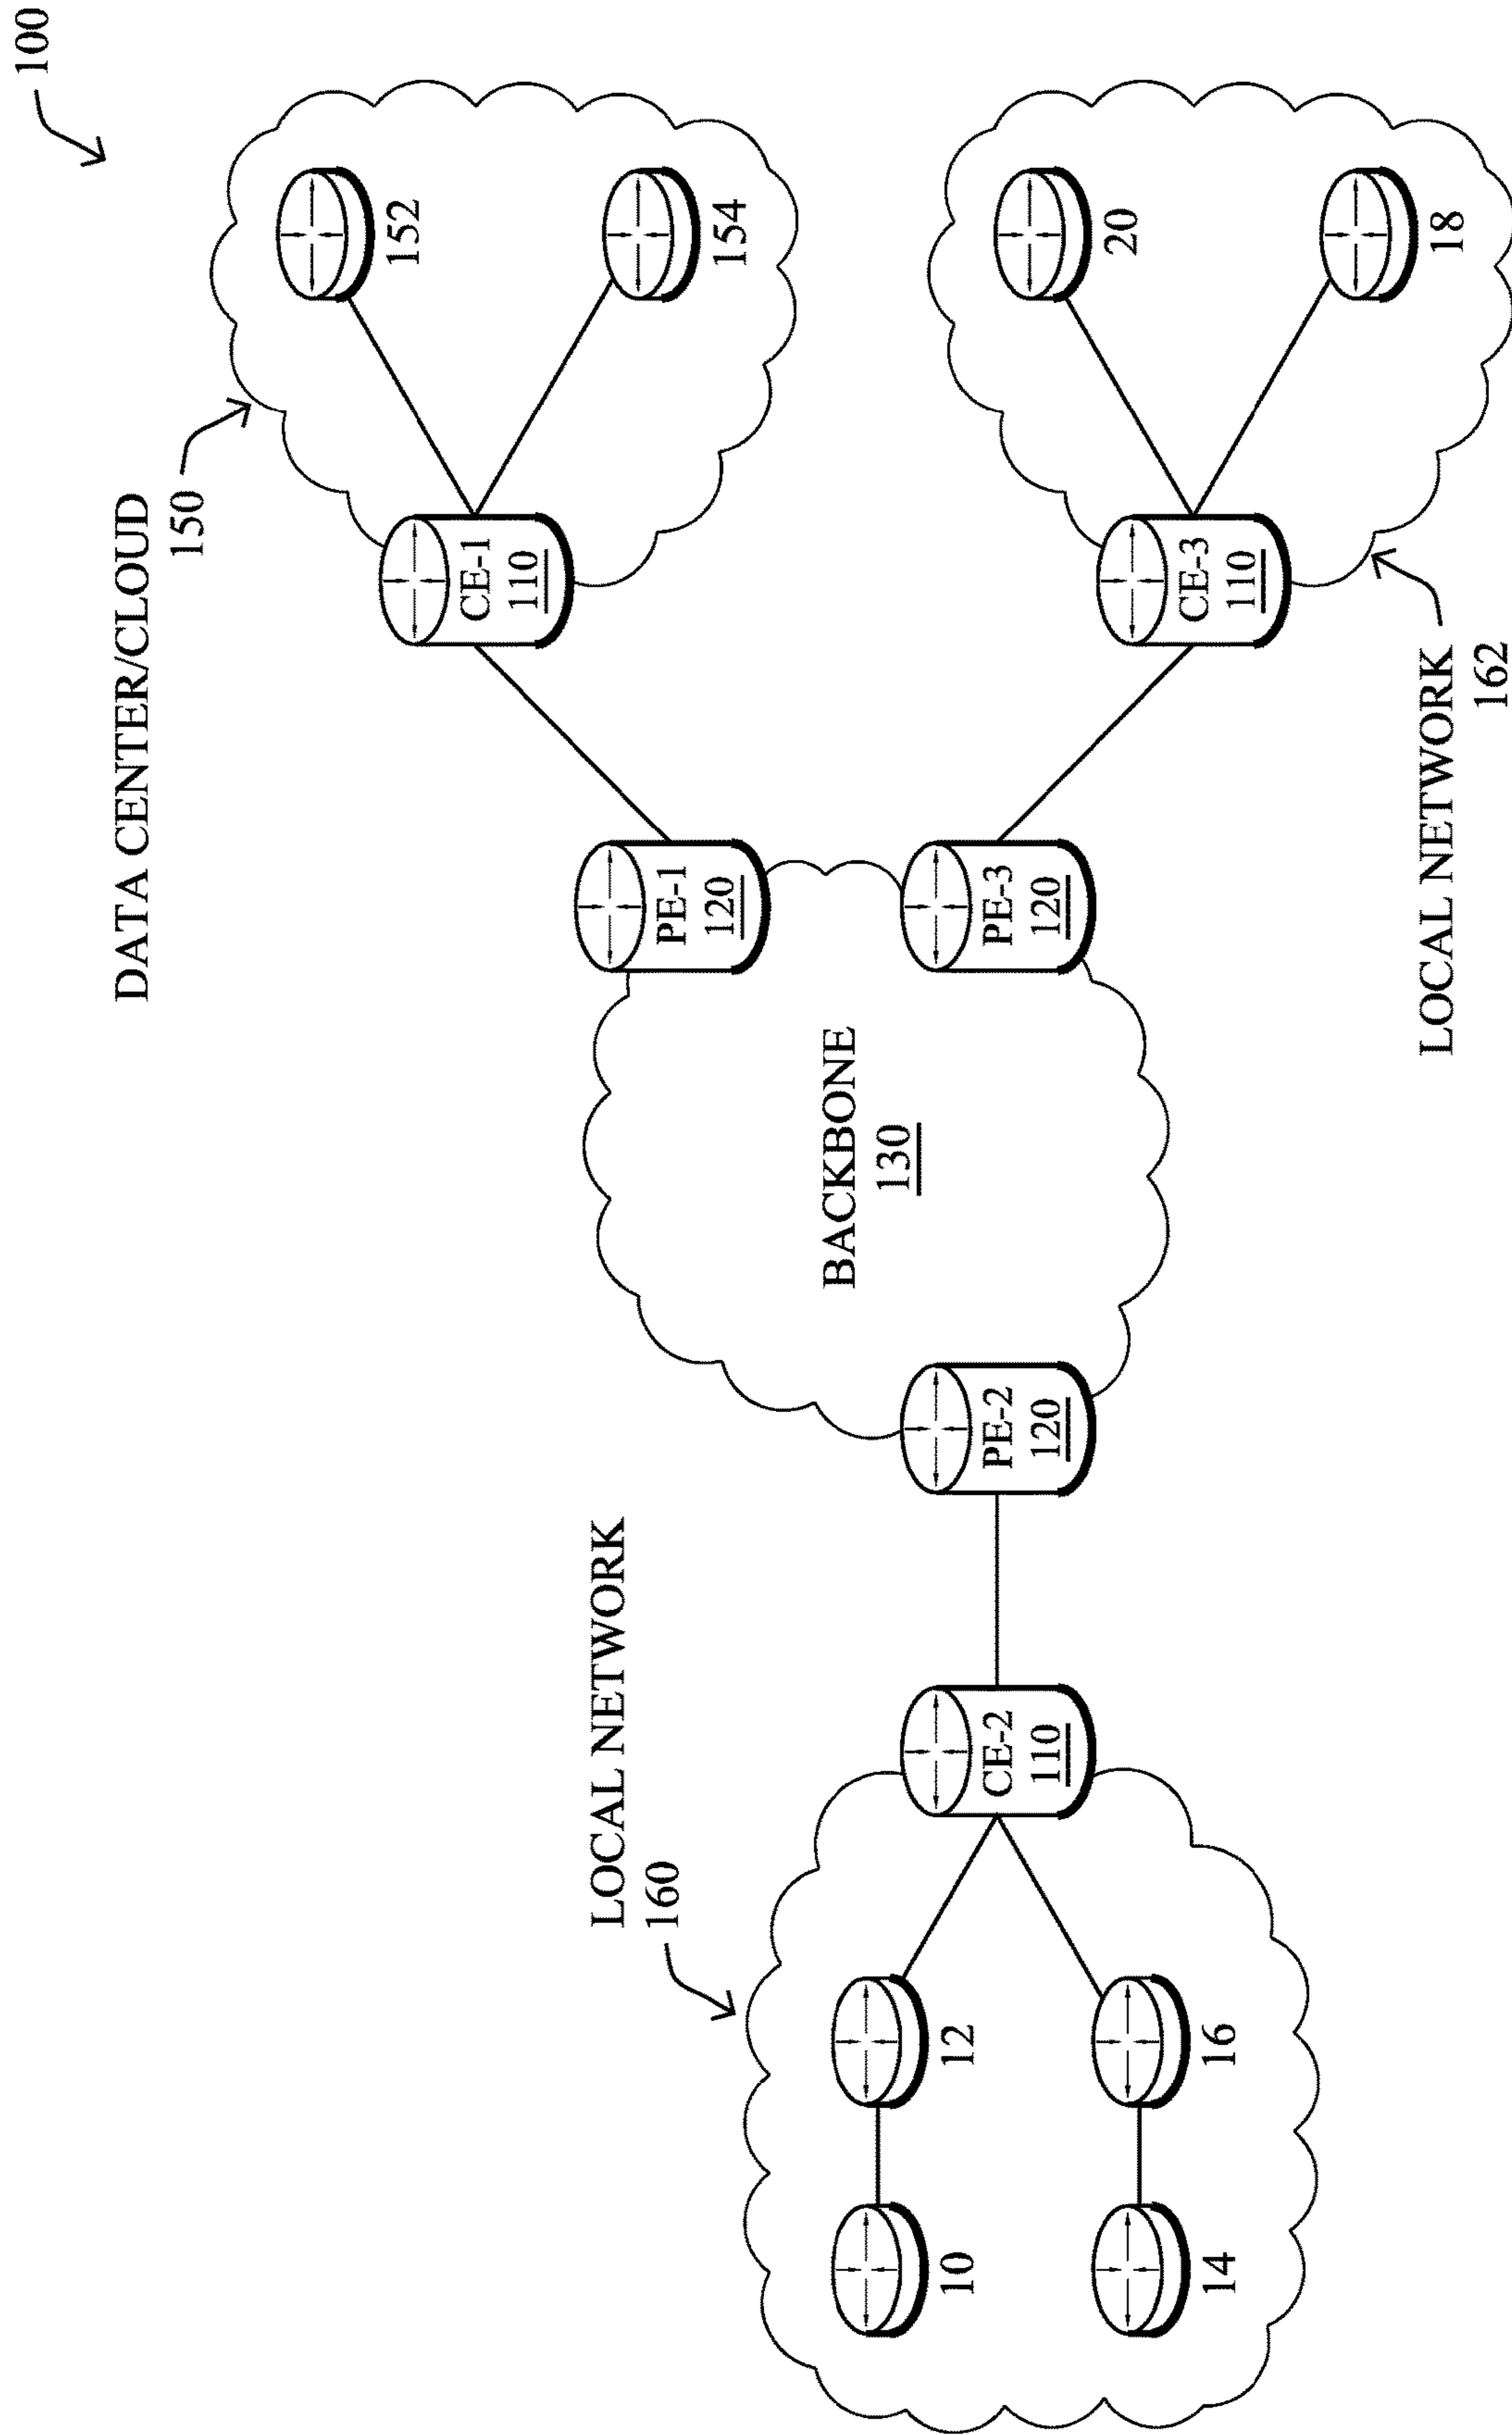 100
DATA CENTER/CLOUD
150
152
154
CE-1
110
PE-1
120
LOCAL NETWORK
160
BACKBONE
130
10
12
14
16
CE-2
110
PE-2
120
PE-3
120
CE-3
110
20
18
LOCAL NETWORK
162